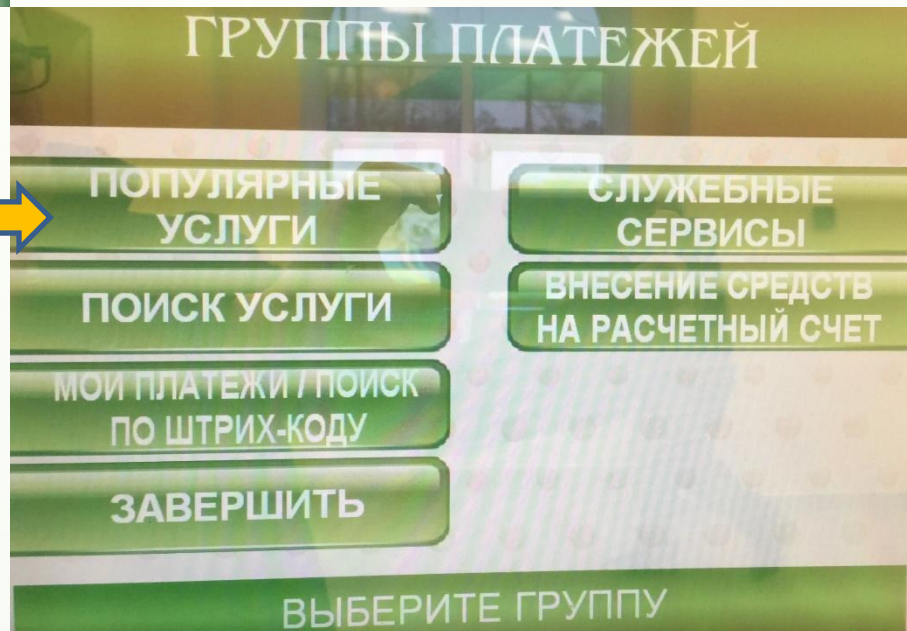 ГРУППЫ ПЛАТЕЖЕЙ
ПОПУЛЯРНЫЕ
УСЛУГИ
ПОИСК УСЛУГИ
МОИ ПЛАТЕЖИ / ПОИСК
ПО ШТРИХ-КОДУ
ЗАВЕРШИТЬ
СЛУЖЕБНЫЕ
СЕРВИСЫ
ВНЕСЕНИЕ СРЕДСТВ
НА РАСЧЕТНЫЙ СЧЕТ
ВЫБЕРИТЕ ГРУППУ